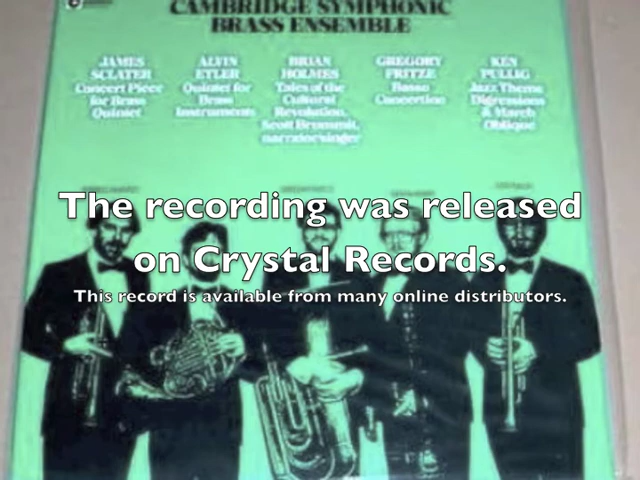 CAMBRIDGE SYMPHONIC
BRASS ENSEMBLE
JAMES
SCLATER
Concert Piece
for Brass
Quintet
ALVIN
ETLER
Quintet for
Brass
Instruments
BRIAN
HOLMES
Tales of the
Cultural
Revolution,
Scott Brumit,
narrator/singer
GREGORY
FRITZE
Basso
Concertino
KEN
PULLIG
Jazz Theme
Digressions
& March
Oblique
The recording was released
on Crystal Records.
This record is available from many online distributors.